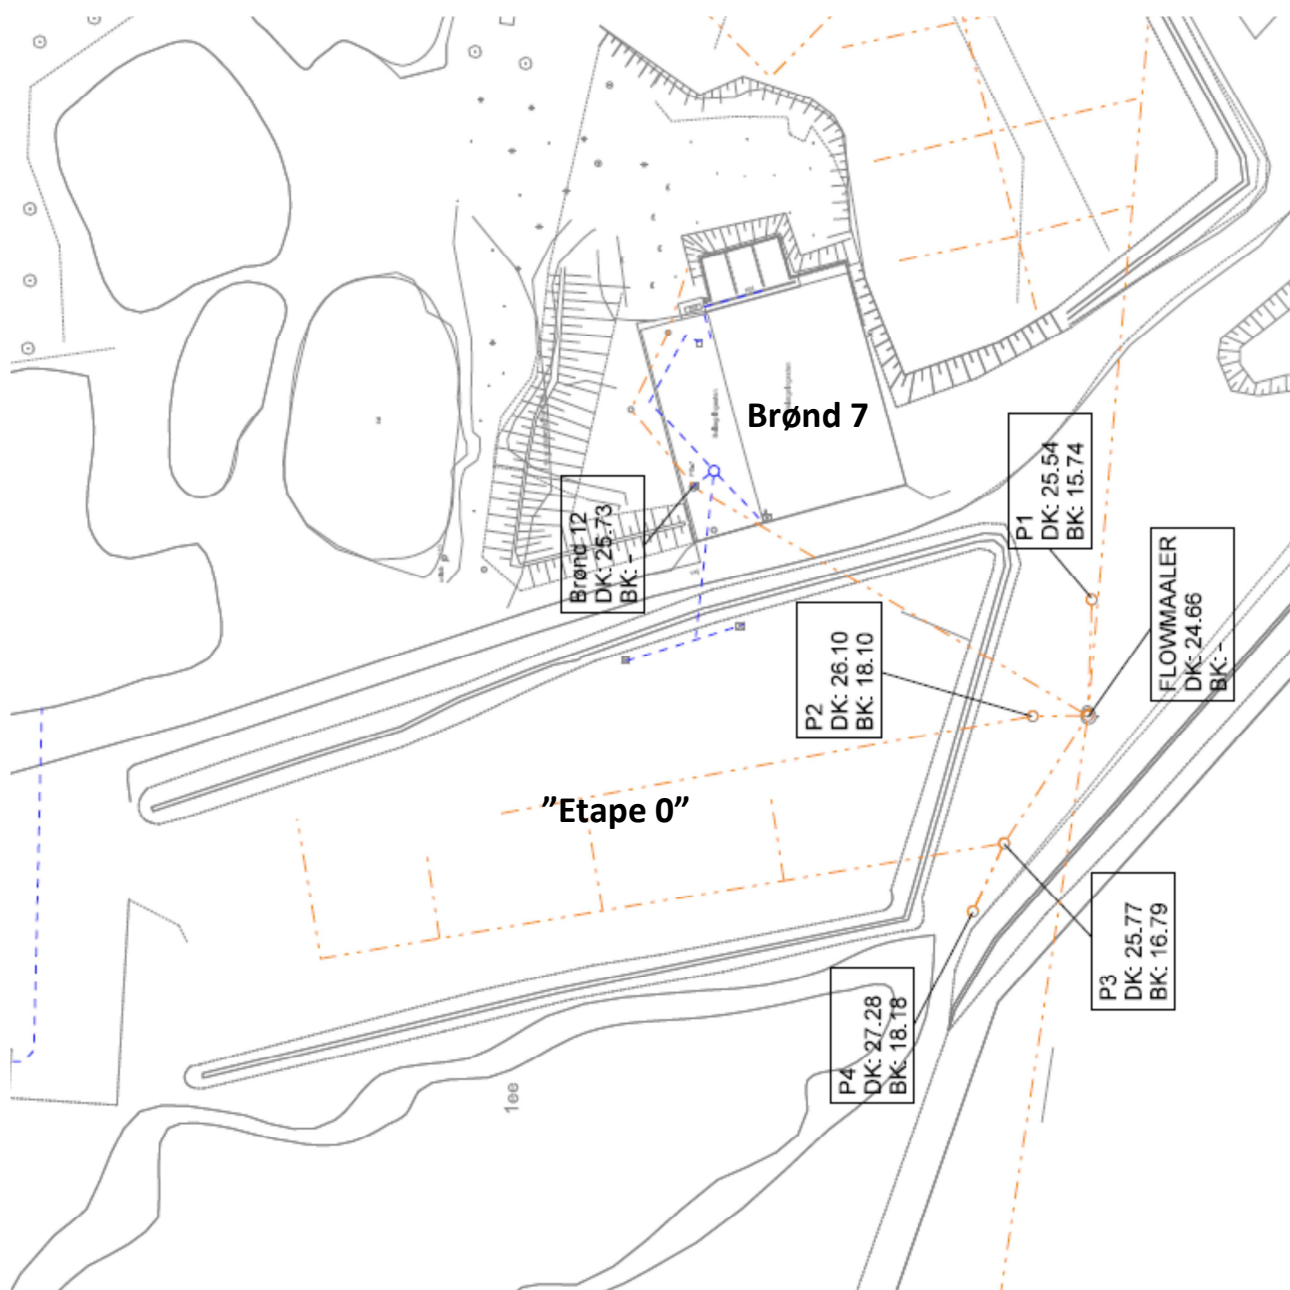 Brønd 7
Brønd 12
DK: 25.73
BK: -
P1
DK: 25.54
BK: 15.74
FLOWMAALER
DK: 24.66
BK: -
P2
DK: 26.10
BK: 18.10
”Etape 0”
P3
DK: 25.77
BK: 16.79
P4
DK: 27.28
BK: 18.18
1ee